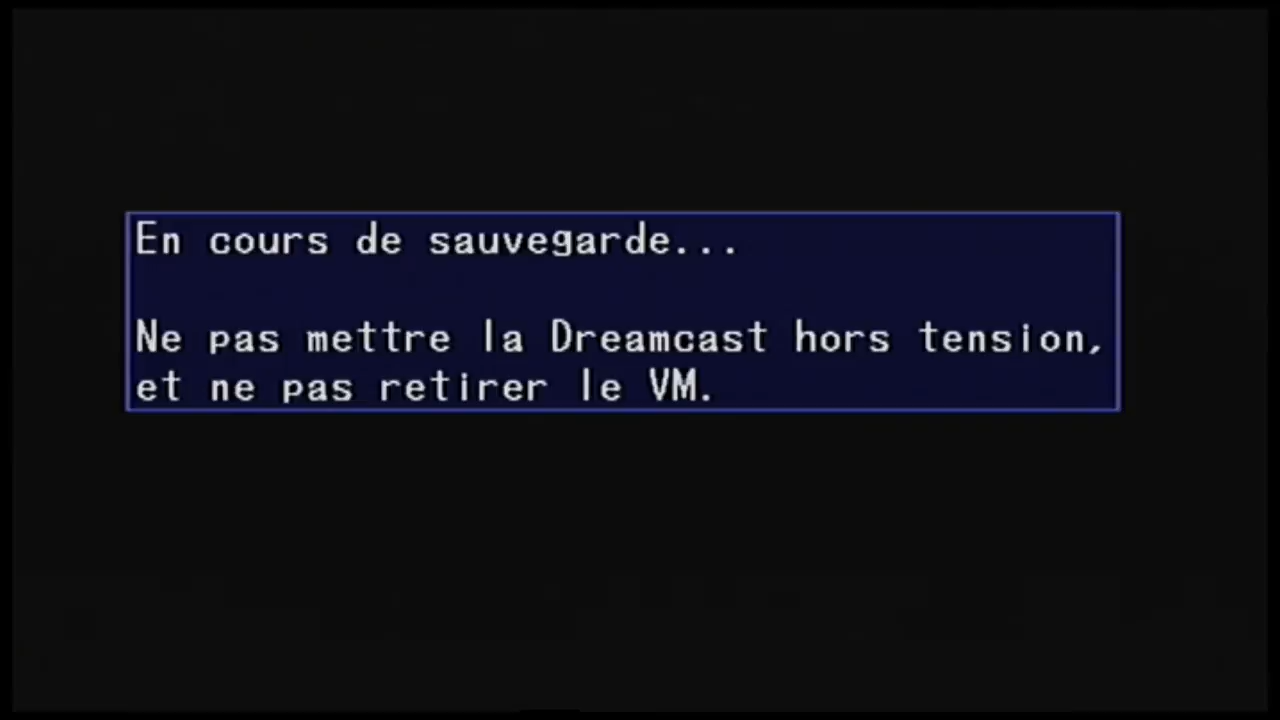 En cours de sauvegarde...
Ne pas mettre la Dreamcast hors tension,
et ne pas retirer le VM.